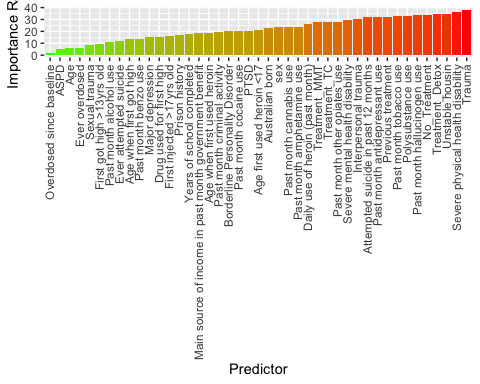 Importance R
40
30
20
10
0
Overdosed since baseline
ASPD
Age
Ever overdosed
Sexual trauma
First got high >13yrs old
Past month alcohol use
Ever attempted suicide
Age when first got high
Past month benzo use
Major depression
Drug used for first high
First injected >17yrs old
Prison history
Years of school completed
Main source of income in past month government benefit
Age when first used heroin
Past month criminal activity
Borderline Personality Disorder
Past month cocaine use
PTSD
Age first used heroin <17
Australian born
sex
Past month cannabis use
Past month amphetamine use
Daily use of heroin (past month)
Treatment_MMT
Treatment_TC
Past month other opiates use
Severe mental health disability
Interpersonal trauma
Attempted suicide in past 12 months
Past month antidepressant use
Previous treatment
Past month tobacco use
Polysubstance use
Past month hallucinogen use
No_Treatment
Treatment_Detox
Unstable housin
Severe physical health disability
Trauma
Predictor